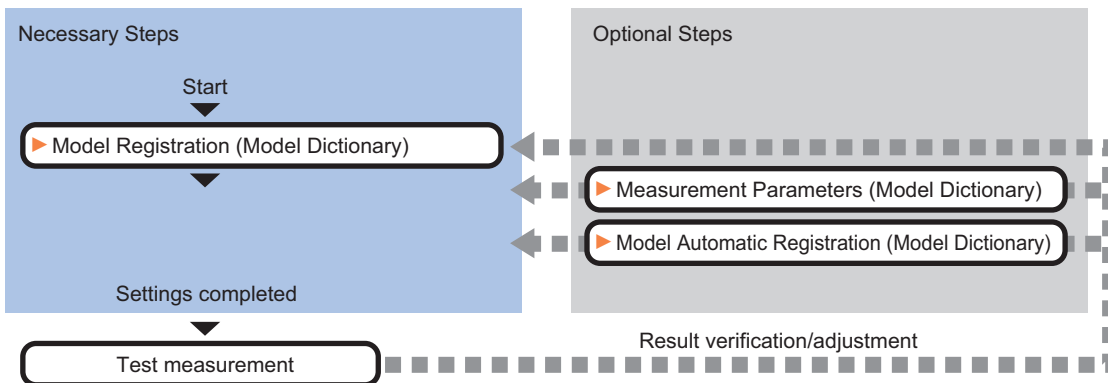 Necessary Steps
Start
Model Registration (Model Dictionary)
Settings completed
Test measurement
Optional Steps
Measurement Parameters (Model Dictionary)
Model Automatic Registration (Model Dictionary)
Result verification/adjustment